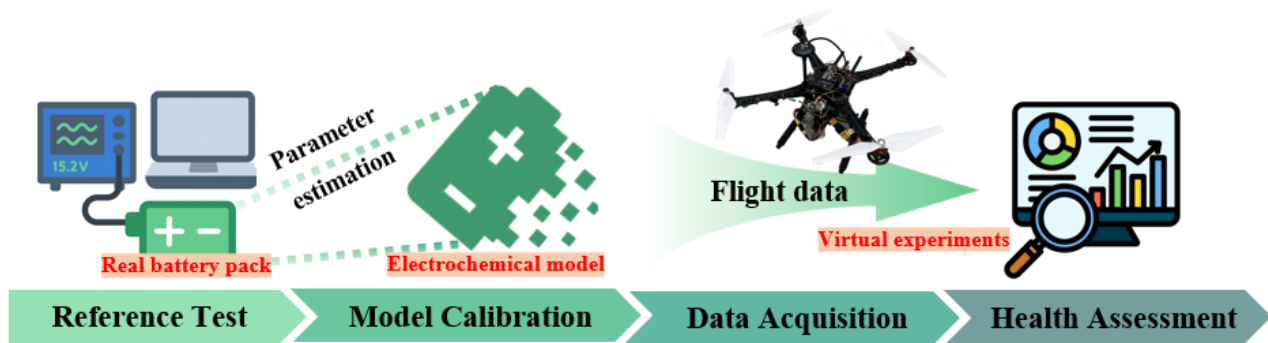 15.2V
Parameter
estimation
Flight data
Real battery pack
Electrochemical model
Virtual experiments
Reference Test
Model Calibration
Data Acquisition
Health Assessment